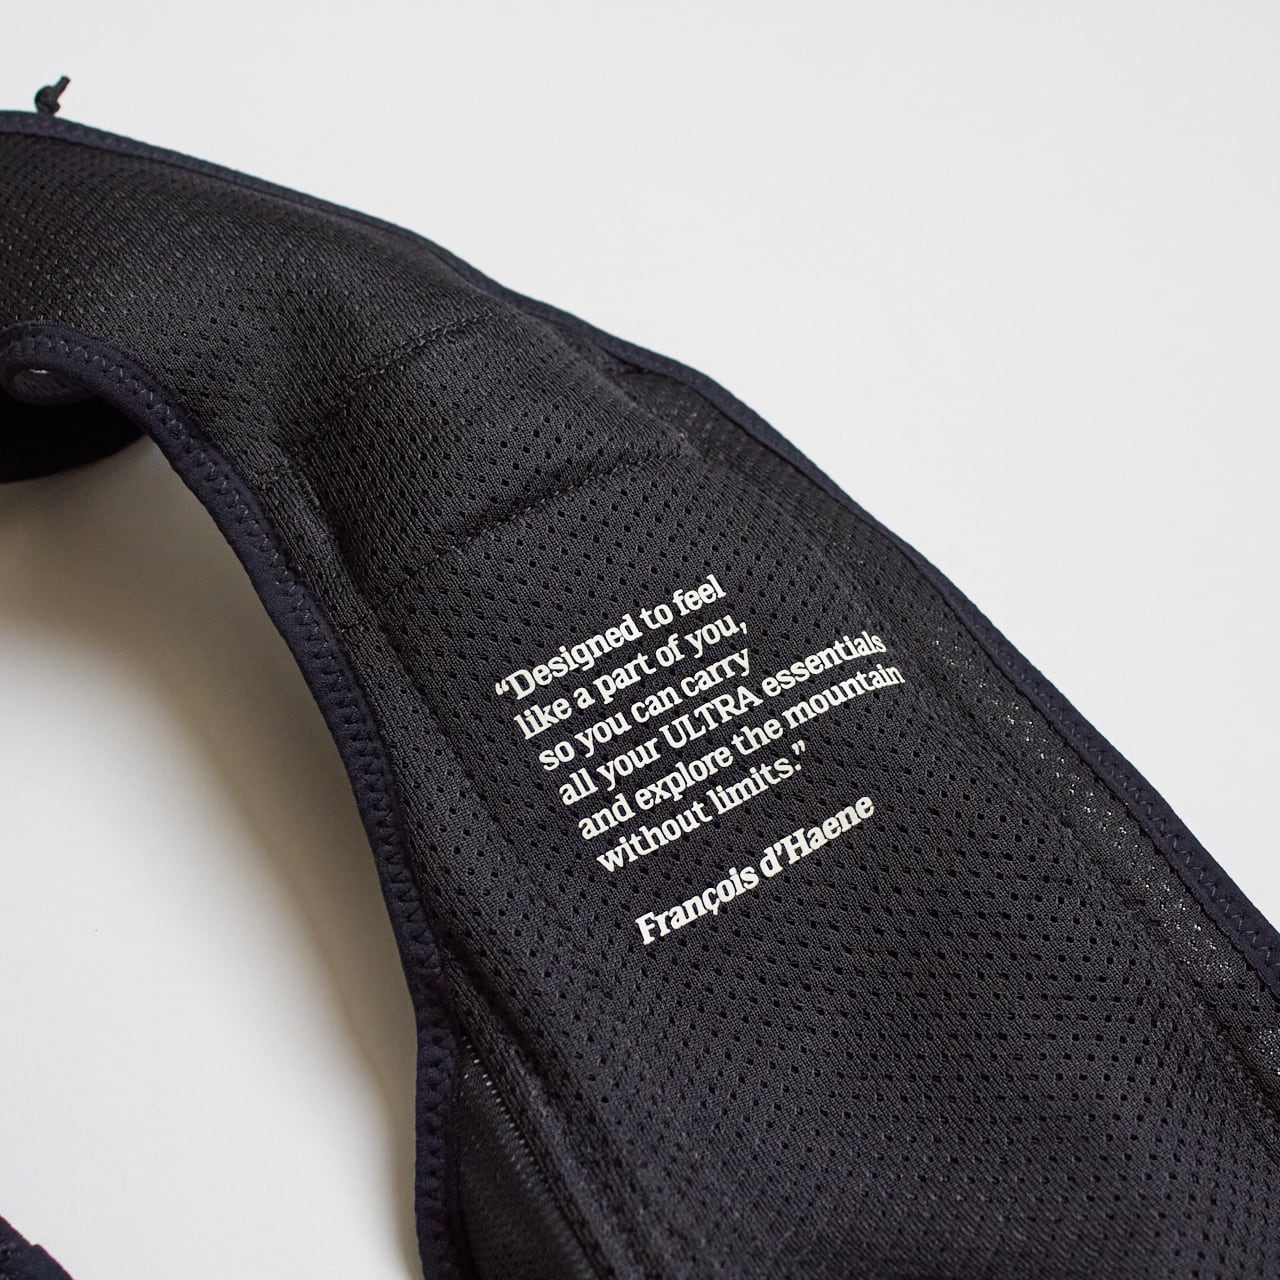 “Designed to feel
like a part of you,
so you can carry
all your ULTRA essentials
and explore the mountain
without limits.”
François d’Haene